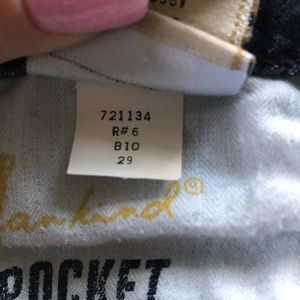 721134
R# 6
B10
29
mankind®
POCKET